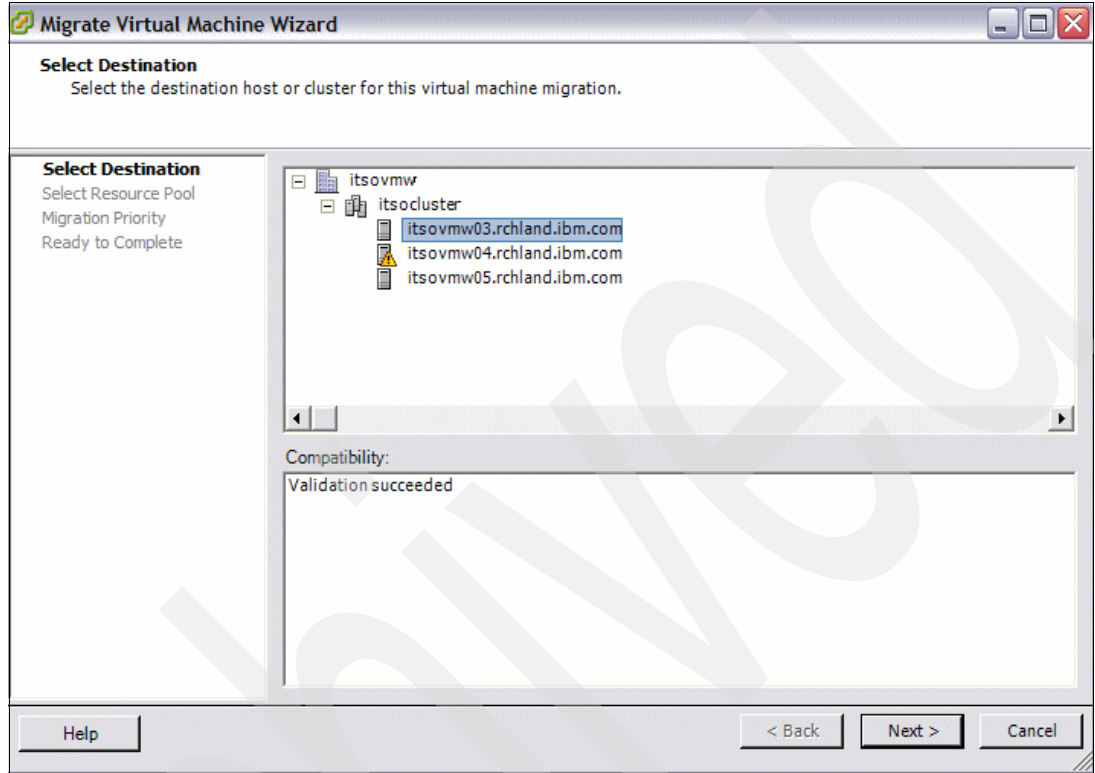 Migrate Virtual Machine Wizard
Select Destination
Select the destination host or cluster for this virtual machine migration.
Select Destination
Select Resource Pool
Migration Priority
Ready to Complete
itsovmw
itsocluster
itsovmw03.rchland.ibm.com
itsovmw04.rchland.ibm.com
itsovmw05.rchland.ibm.com
Compatibility:
Validation succeeded
Help
< Back
Next >
Cancel